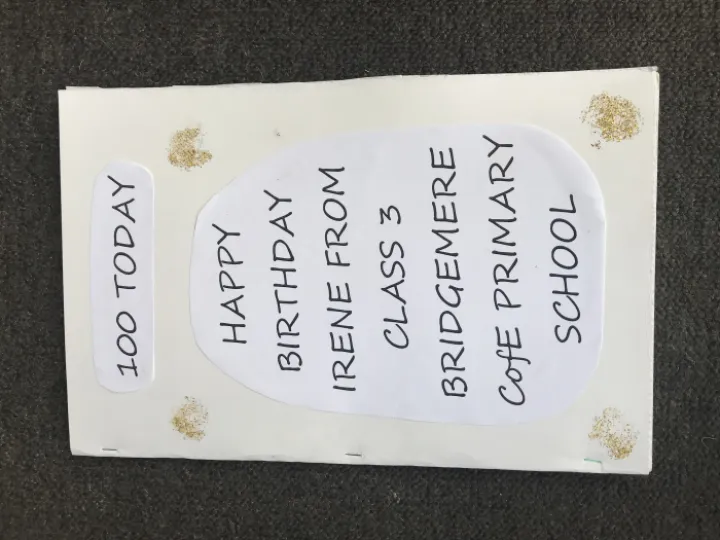 100 TODAY
HAPPY
BIRTHDAY
IRENE FROM
CLASS 3
BRIDGEMERE
CofE PRIMARY
SCHOOL